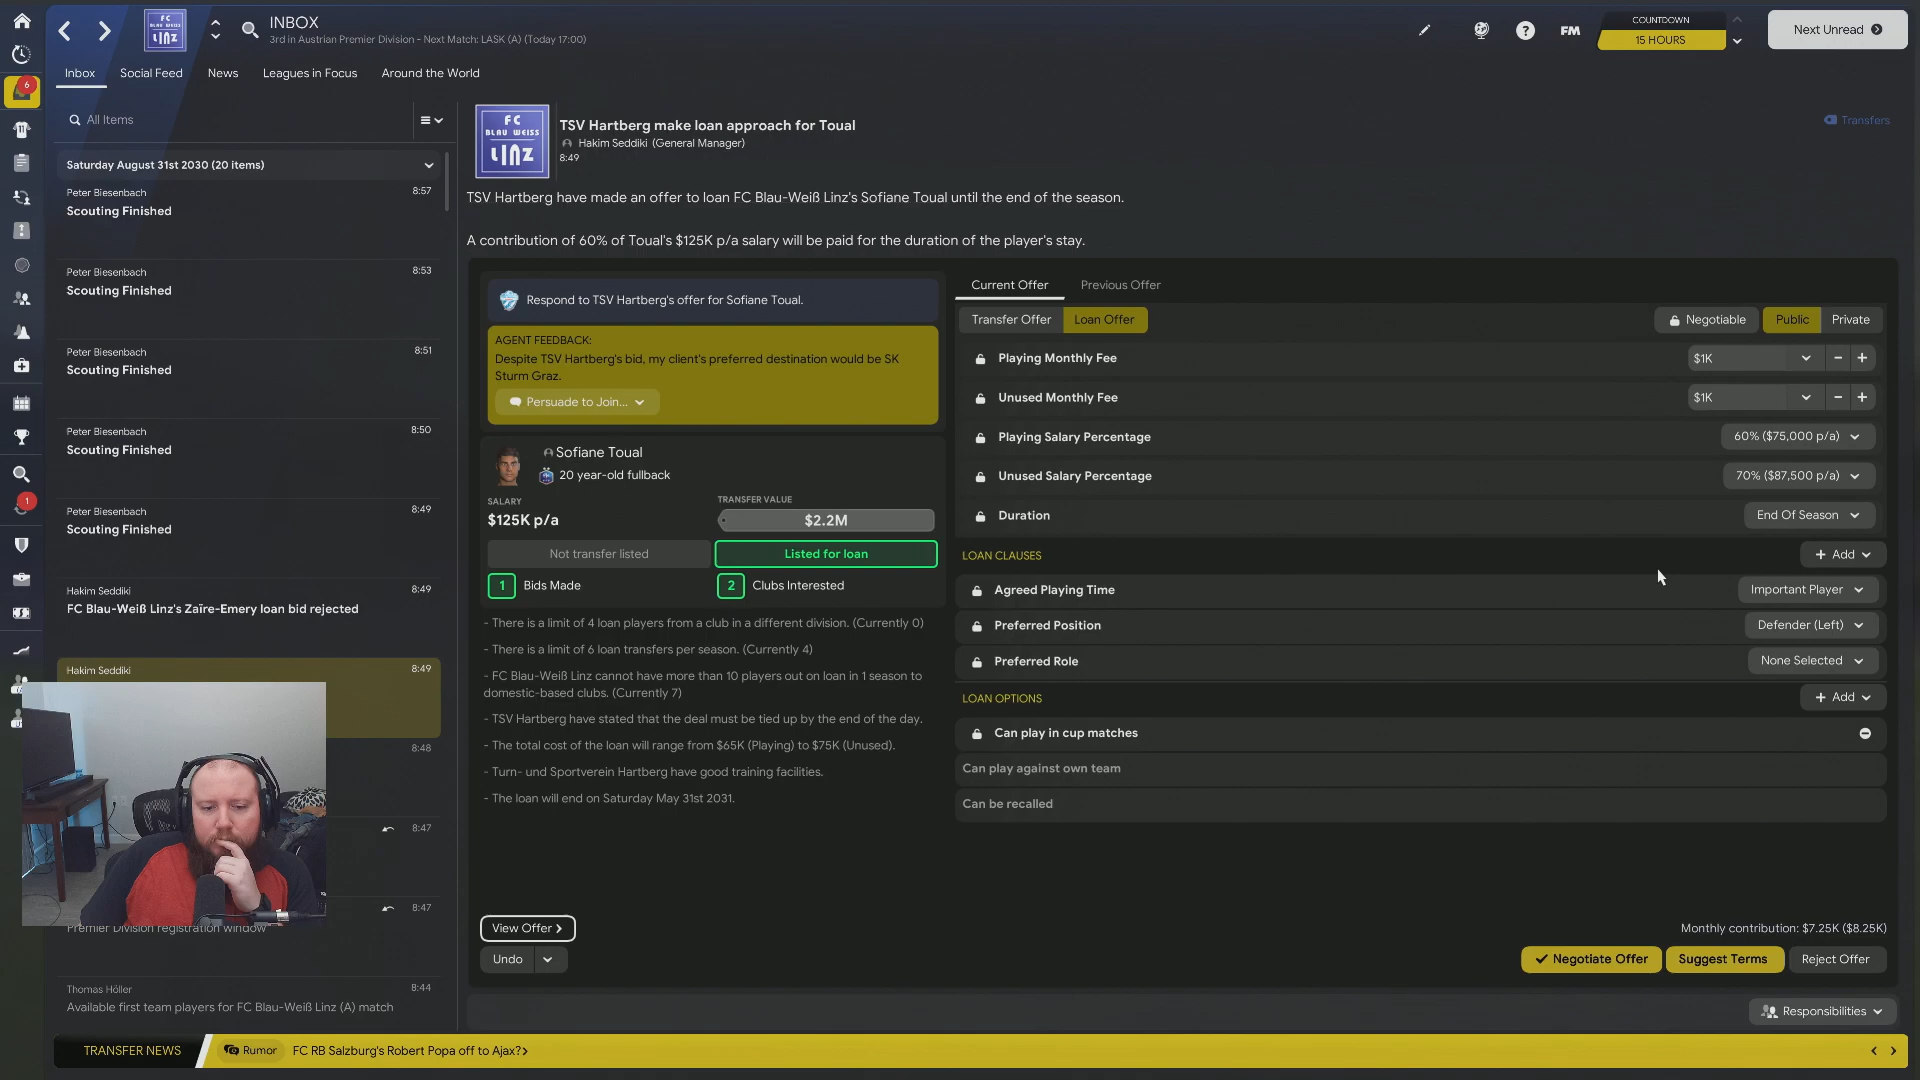 FC
BLAU WEISS
LINZ
INBOX
3rd in Austrian Premier Division - Next Match: LASK (A) (Today 17:00)
FM
COUNTDOWN
15 HOURS
Next Unread
6
Inbox
Social Feed
News
Leagues in Focus
Around the World
All Items
Saturday August 31st 2030 (20 items)
Peter Biesenbach
8:57
Scouting Finished
Peter Biesenbach
8:53
Scouting Finished
Peter Biesenbach
8:51
Scouting Finished
Peter Biesenbach
8:50
Scouting Finished
Peter Biesenbach
8:49
Scouting Finished
1
Hakim Seddiki
8:49
FC Blau-Weiß Linz's Zaïre-Emery loan bid rejected
Hakim Seddiki
8:49
8:48
8:47
8:47
Premier Division registration window
Thomas Höller
8:44
Available first team players for FC Blau-Weiß Linz (A) match
FC
BLAU WEISS
LINZ
TSV Hartberg make loan approach for Toual
Hakim Seddiki (General Manager)
8:49
Transfers
TSV Hartberg have made an offer to loan FC Blau-Weiß Linz's Sofiane Toual until the end of the season.
A contribution of 60% of Toual's $125K p/a salary will be paid for the duration of the player's stay.
Respond to TSV Hartberg's offer for Sofiane Toual.
AGENT FEEDBACK:
Despite TSV Hartberg's bid, my client's preferred destination would be SK
Sturm Graz.
Persuade to Join...
Sofiane Toual
20 year-old fullback
SALARY
$125K p/a
TRANSFER VALUE
$2.2M
Not transfer listed
Listed for loan
1 Bids Made
2 Clubs Interested
- There is a limit of 4 loan players from a club in a different division. (Currently 0)
- There is a limit of 6 loan transfers per season. (Currently 4)
- FC Blau-Weiß Linz cannot have more than 10 players out on loan in 1 season to
domestic-based clubs. (Currently 7)
- TSV Hartberg have stated that the deal must be tied up by the end of the day.
- The total cost of the loan will range from $65K (Playing) to $75K (Unused).
- Turn- und Sportverein Hartberg have good training facilities.
- The loan will end on Saturday May 31st 2031.
View Offer
Undo
Current Offer
Previous Offer
Transfer Offer
Loan Offer
Negotiable
Public
Private
Playing Monthly Fee
$1K
Unused Monthly Fee
$1K
Playing Salary Percentage
60% ($75,000 p/a)
Unused Salary Percentage
70% ($87,500 p/a)
Duration
End Of Season
LOAN CLAUSES
+ Add
Agreed Playing Time
Important Player
Preferred Position
Defender (Left)
Preferred Role
None Selected
LOAN OPTIONS
+ Add
Can play in cup matches
Can play against own team
Can be recalled
Monthly contribution: $7.25K ($8.25K)
Negotiate Offer
Suggest Terms
Reject Offer
Responsibilities
TRANSFER NEWS
Rumor
FC RB Salzburg's Robert Popa off to Ajax?>